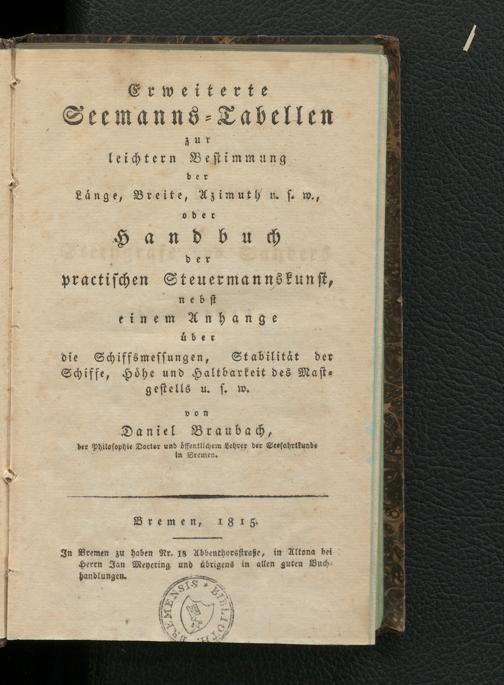 Erweiterte
Seemanns-Tabellen
zur
leichtern Bestimmung
der
Länge, Breite, Azimuth u. s. w.,
oder
Handbuch
der
practischen Steuermannskunst,
nebst
einem Anhange
über
die Schiffsmessungen, Stabilität der
Schiffe, Höhe und Haltbarkeit des Mast-
gestells u. s. w.
von
Daniel Braubach,
der Philosophie Doctor und öffentlichem Lehrer der Seefahrtkunde
in Bremen.
Bremen, 1815.
In Bremen zu haben Nr. 18 Abbenthorsstraße, in Altona bei
Herrn Jan Meyering und übrigens in allen guten Buch-
handlungen.
BREMENSIS * BIBLIOTH.